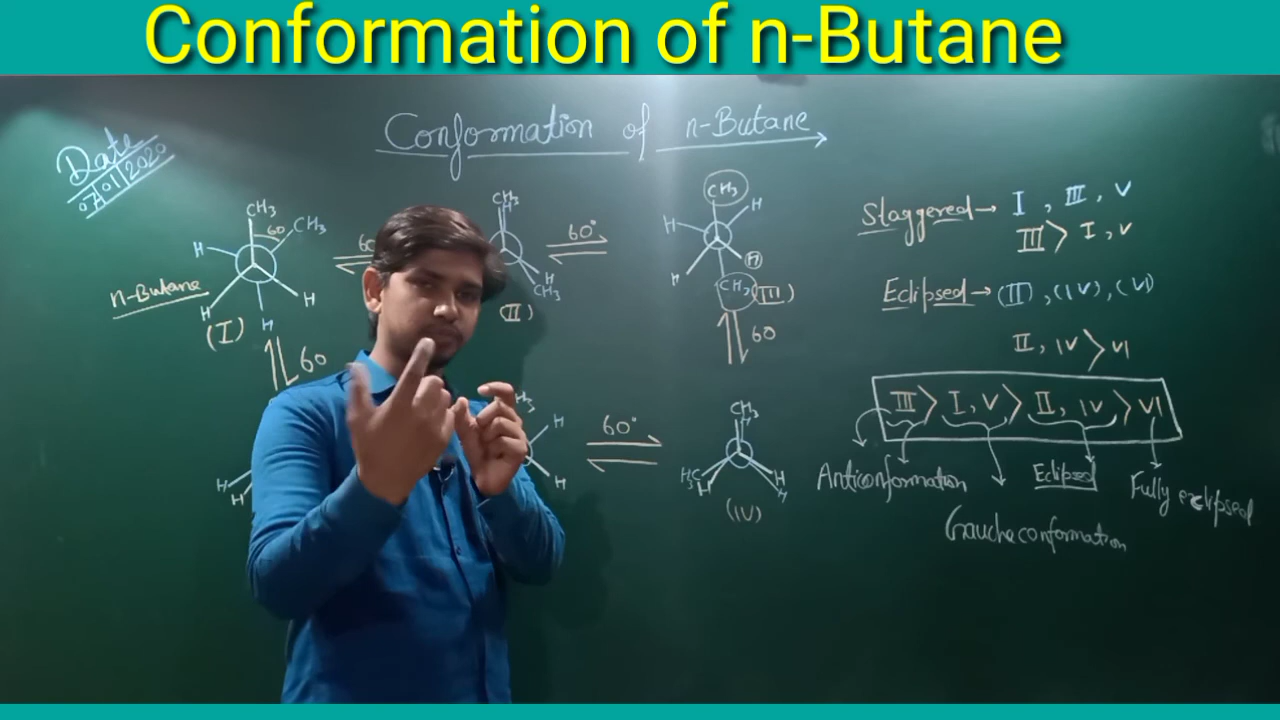 Conformation of n-Butane
Conformation of n-Butane
Date
07/01/2020
CH₃
60
CH₃
H
H
H
H
n-Butane
(I)
60
CH₃
H
H
CH₃
(II)
60°
CH₃
H
H
H
H
CH₃
(III)
60
H
H
H
H
60°
CH₃
H
H₃C
H
H
H
(IV)
Staggered → I , III , V
III > I , V
Eclipsed → (II) , (IV) , (VI)
II , IV > VI
III > I , V > II , IV > VI
Anticonformation
Eclipsed
Fully exclipsed
Gauche conformation